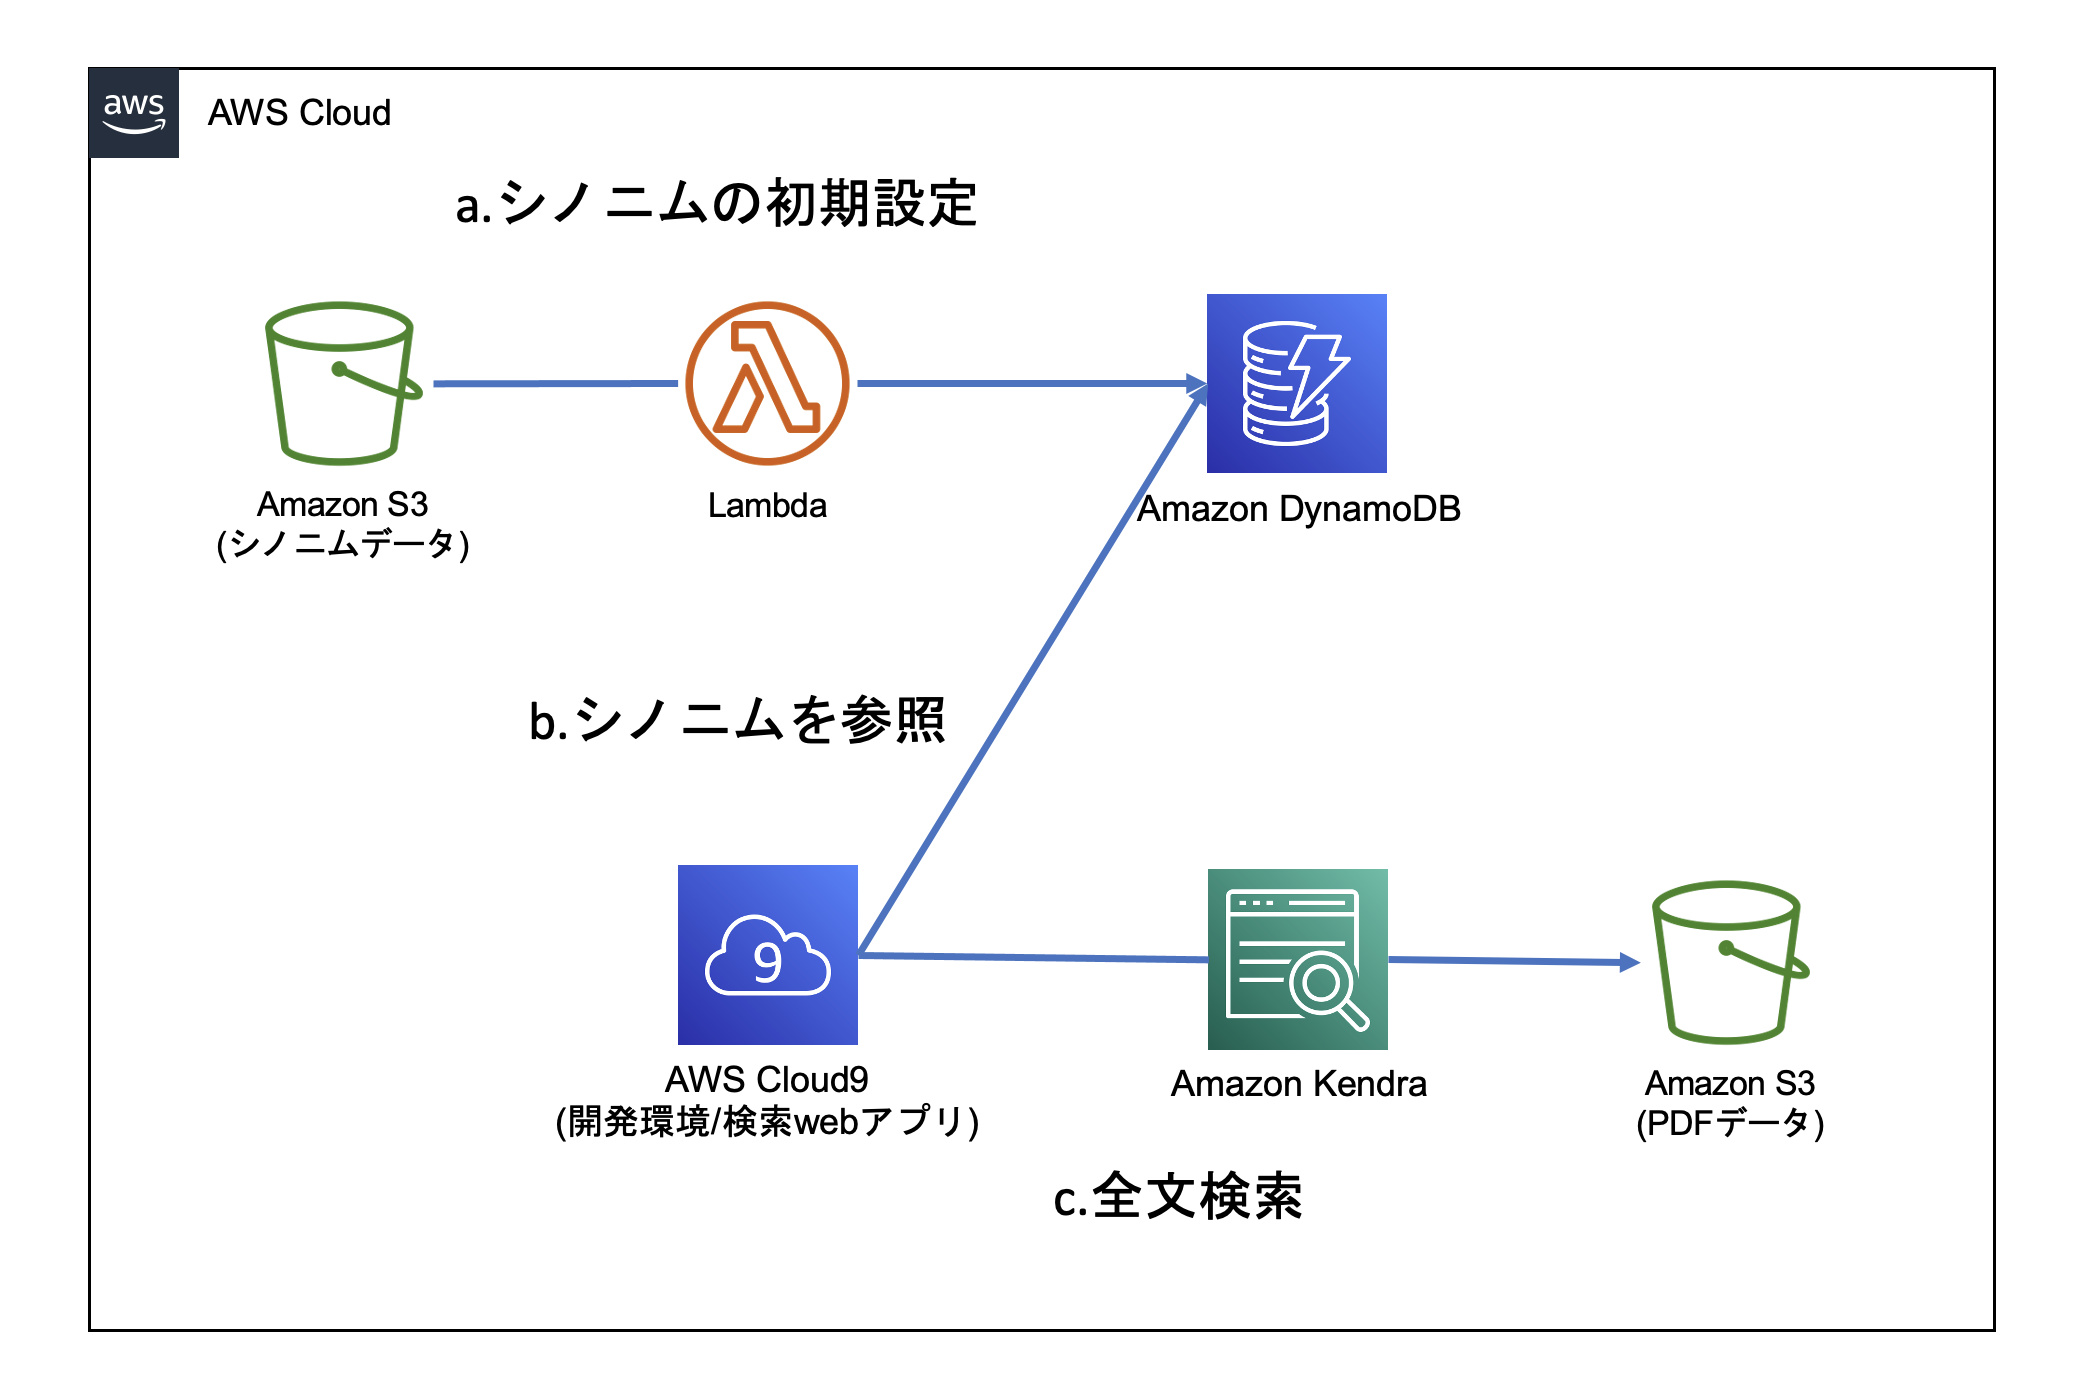 aws
AWS Cloud
a.シノニムの初期設定
Amazon S3
(シノニムデータ)
Lambda
Amazon DynamoDB
b.シノニムを参照
9
AWS Cloud9
(開発環境/検索webアプリ)
Amazon Kendra
Amazon S3
(PDFデータ)
c.全文検索